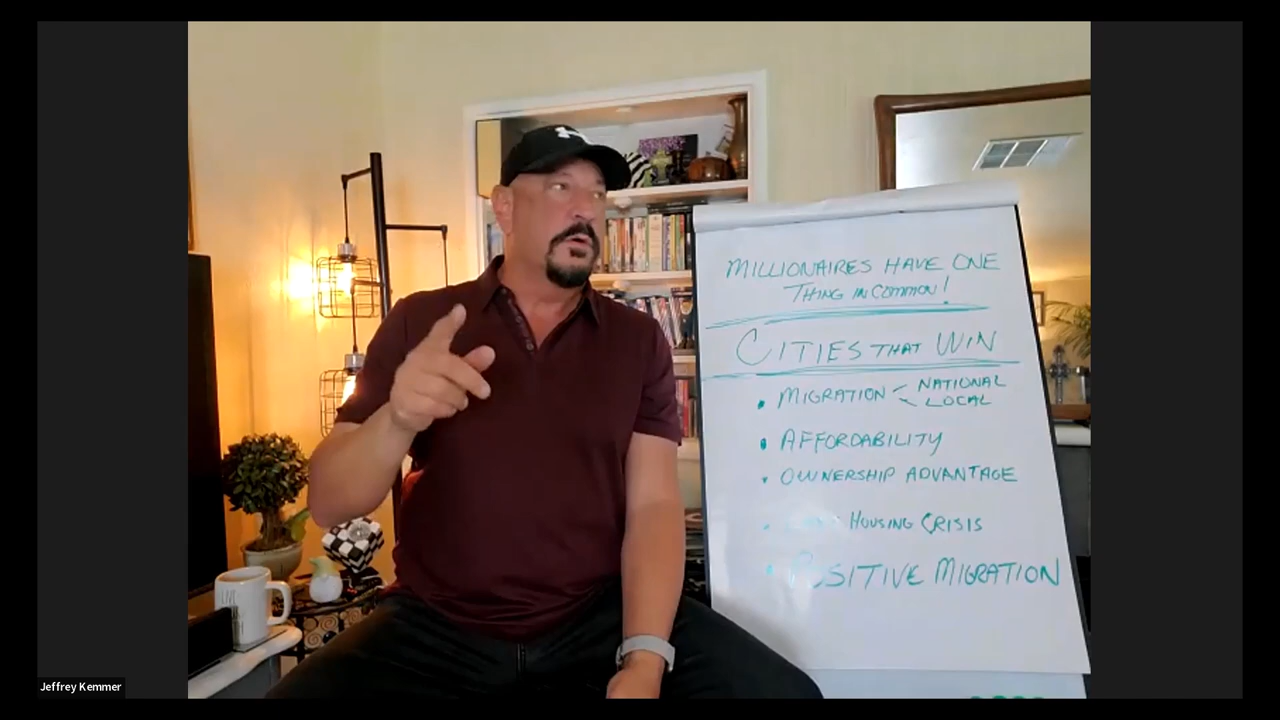 MILLIONAIRES HAVE ONE
THING IN COMMON!
CITIES THAT WIN
• MIGRATION < NATIONAL
LOCAL
• AFFORDABILITY
• OWNERSHIP ADVANTAGE
• HOUSING CRISIS
• POSITIVE MIGRATION
LIVE
Jeffrey Kemmer